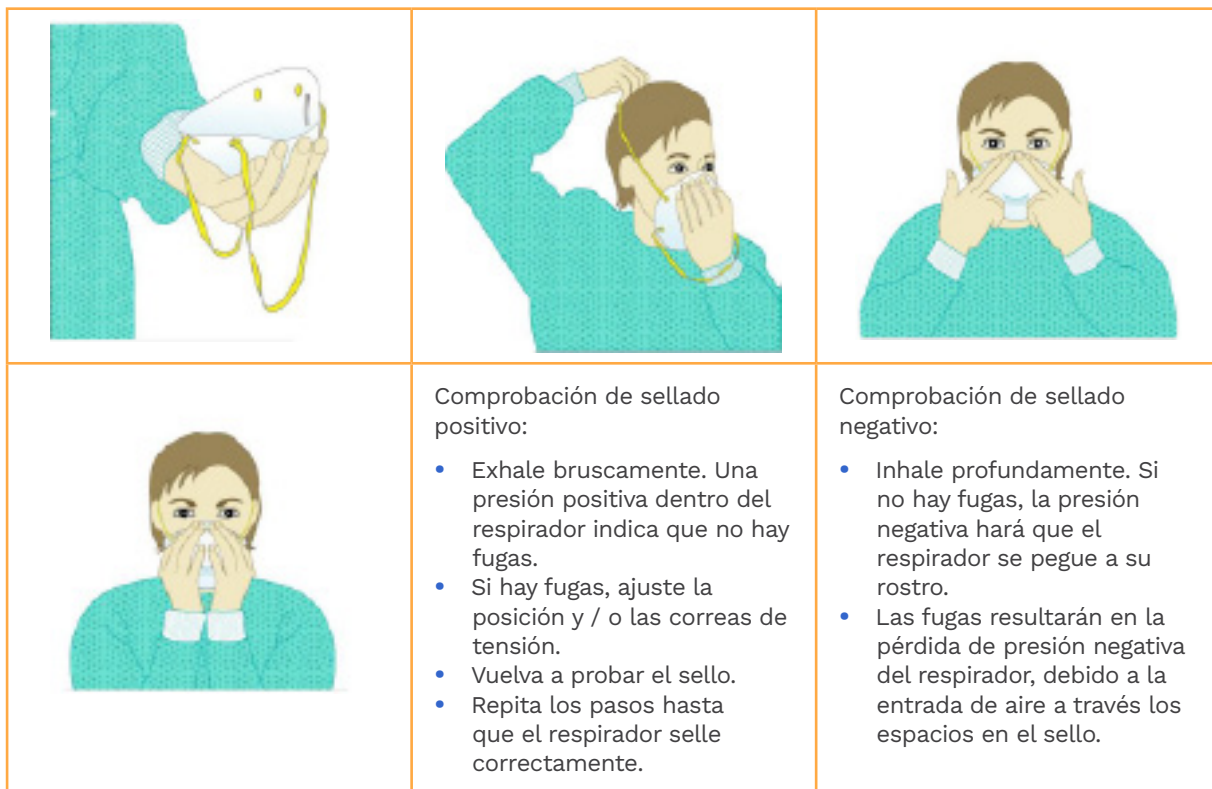 Comprobación de sellado
positivo:
• Exhale bruscamente. Una
presión positiva dentro del
respirador indica que no hay
fugas.
• Si hay fugas, ajuste la
posición y / o las correas de
tensión.
• Vuelva a probar el sello.
• Repita los pasos hasta
que el respirador selle
correctamente.
Comprobación de sellado
negativo:
• Inhale profundamente. Si
no hay fugas, la presión
negativa hará que el
respirador se pegue a su
rostro.
• Las fugas resultarán en la
pérdida de presión negativa
del respirador, debido a la
entrada de aire a través los
espacios en el sello.